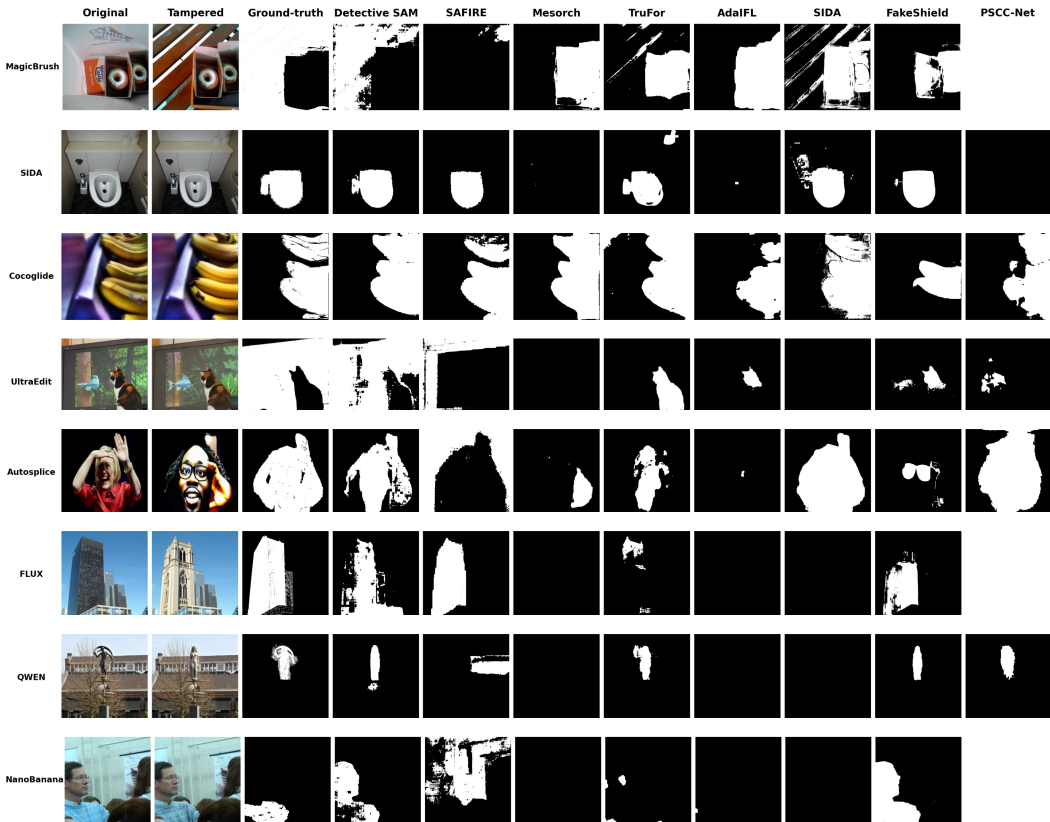 Original Tampered Ground-truth Detective SAM SAFIRE Mesorch TruFor AdaIFL SIDA FakeShield PSCC-Net
MagicBrush
SIDA
Cocoglide
UltraEdit
Autosplice
FLUX
QWEN
NanoBanana